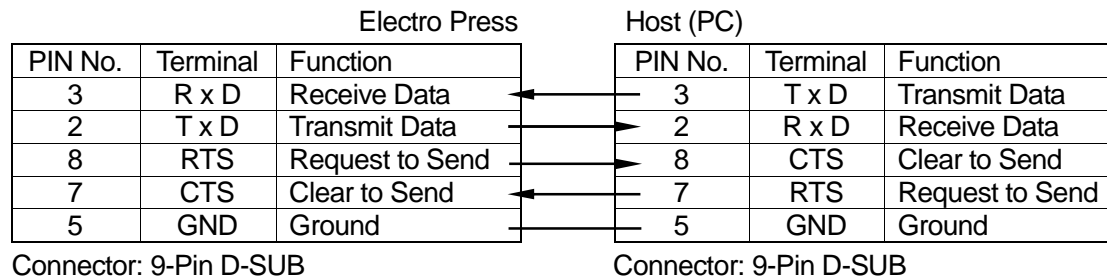 Electro Press Host (PC)
PIN No. Terminal Function PIN No. Terminal Function
3 R x D Receive Data 3 T x D Transmit Data
2 T x D Transmit Data 2 R x D Receive Data
8 RTS Request to Send 8 CTS Clear to Send
7 CTS Clear to Send 7 RTS Request to Send
5 GND Ground 5 GND Ground
Connector: 9-Pin D-SUB Connector: 9-Pin D-SUB